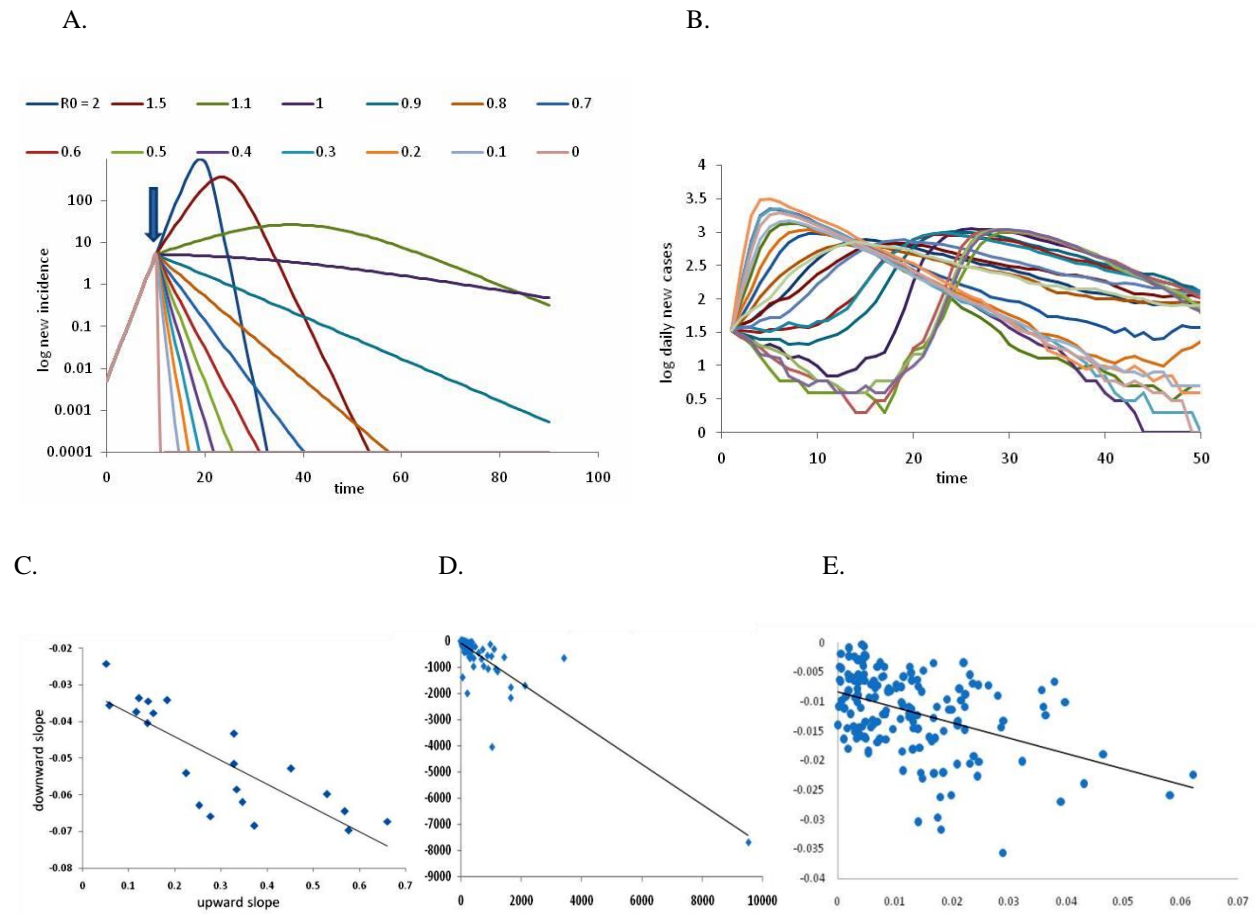 A.
B.
R0 = 2 1.5 1.1 1 0.9 0.8 0.7
0.6 0.5 0.4 0.3 0.2 0.1 0
log new incidence
100
10
1
0.1
0.01
0.001
0.0001
0 20 40 60 80 100
time
log daily new cases
4
3.5
3
2.5
2
1.5
1
0.5
0
0 10 20 30 40 50
time
C.
D.
E.
downward slope
-0.02
-0.03
-0.04
-0.05
-0.06
-0.07
-0.08
0 0.1 0.2 0.3 0.4 0.5 0.6 0.7
upward slope
0
-1000
-2000
-3000
-4000
-5000
-6000
-7000
-8000
-9000
0 2000 4000 6000 8000 10000
0
-0.005
-0.01
-0.015
-0.02
-0.025
-0.03
-0.035
-0.04
0 0.01 0.02 0.03 0.04 0.05 0.06 0.07